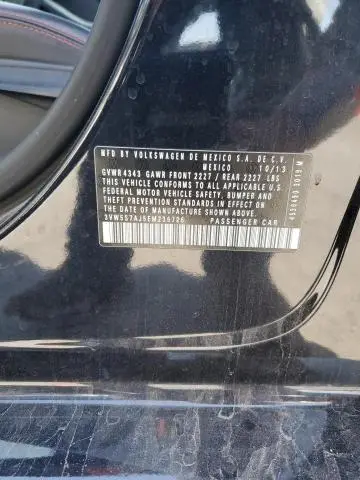 MFD BY VOLKSWAGEN DE MEXICO S.A. DE C.V.
MEXICO 10/13
GVWR 4343 GAWR FRONT 2227 / REAR 2227 LBS
THIS VEHICLE CONFORMS TO ALL APPLICABLE U.S.
FEDERAL MOTOR VEHICLE SAFETY, BUMPER, AND
THEFT PREVENTION STANDARDS IN EFFECT ON THE
DATE OF MANUFACTURE SHOWN ABOVE.
PASSENGER CAR